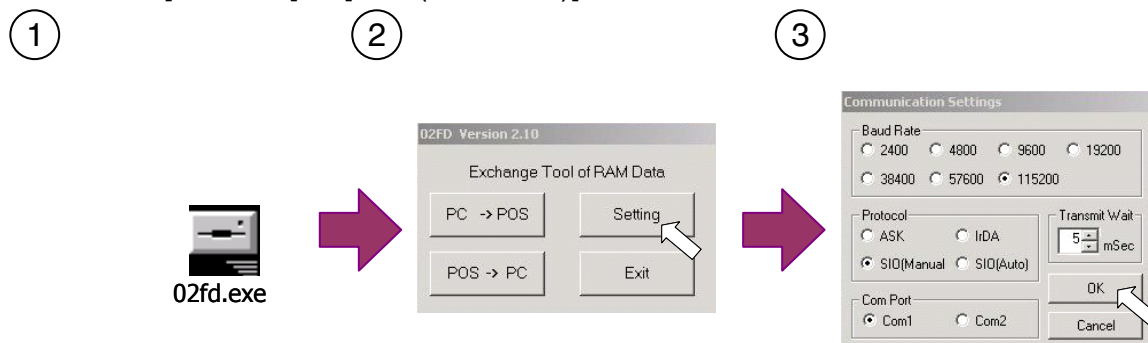 1
2
3
02fd.exe
02FD Version 2.10
Exchange Tool of RAM Data
PC -> POS
Setting
POS -> PC
Exit
Communication Settings
Baud Rate
2400 4800 9600 19200
38400 57600 115200
Protocol
ASK IrDA
SIO(Manual SIO(Auto)
Transmit Wait
5 mSec
Com Port
Com1 Com2
OK
Cancel